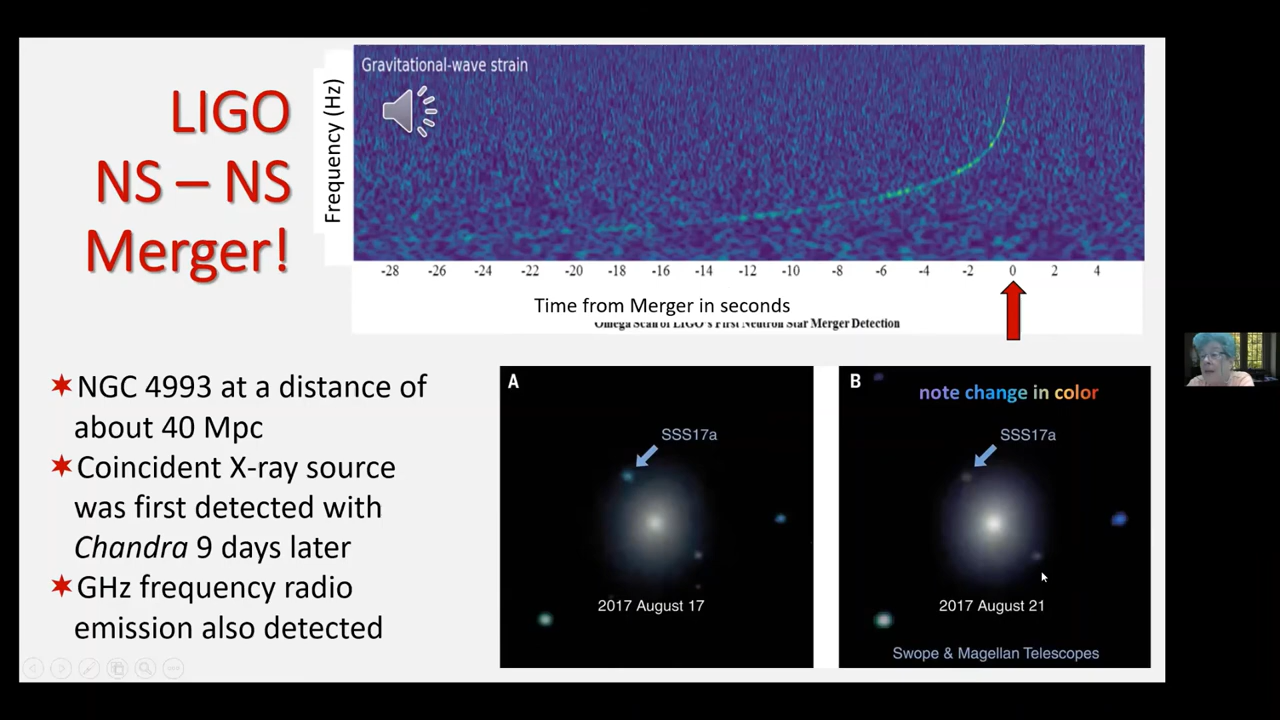 LIGO
NS – NS
Merger!
Gravitational-wave strain
Frequency (Hz)
-28 -26 -24 -22 -20 -18 -16 -14 -12 -10 -8 -6 -4 -2 0 2 4
Time from Merger in seconds
Omega Scan of LIGO's First Neutron Star Merger Detection
NGC 4993 at a distance of
about 40 Mpc
Coincident X-ray source
was first detected with
Chandra 9 days later
GHz frequency radio
emission also detected
A
SSS17a
2017 August 17
B
note change in color
SSS17a
2017 August 21
Swope & Magellan Telescopes